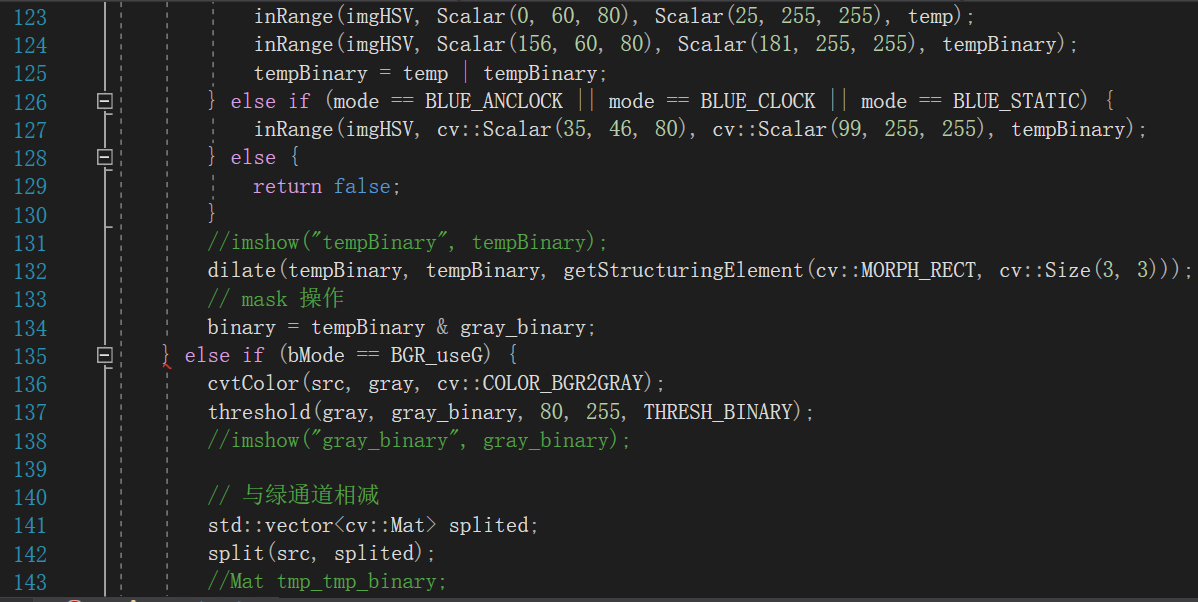 123 inRange(imgHSV, Scalar(0, 60, 80), Scalar(25, 255, 255), temp);
124 inRange(imgHSV, Scalar(156, 60, 80), Scalar(181, 255, 255), tempBinary);
125 tempBinary = temp | tempBinary;
126 } else if (mode == BLUE_ANCLOCK || mode == BLUE_CLOCK || mode == BLUE_STATIC) {
127 inRange(imgHSV, cv::Scalar(35, 46, 80), cv::Scalar(99, 255, 255), tempBinary);
128 } else {
129 return false;
130 }
131 //imshow("tempBinary", tempBinary);
132 dilate(tempBinary, tempBinary, getStructuringElement(cv::MORPH_RECT, cv::Size(3, 3)));
133 // mask 操作
134 binary = tempBinary & gray_binary;
135 } else if (bMode == BGR_useG) {
136 cvtColor(src, gray, cv::COLOR_BGR2GRAY);
137 threshold(gray, gray_binary, 80, 255, THRESH_BINARY);
138 //imshow("gray_binary", gray_binary);
139
140 // 与绿通道相减
141 std::vector<cv::Mat> splited;
142 split(src, splited);
143 //Mat tmp_tmp_binary;